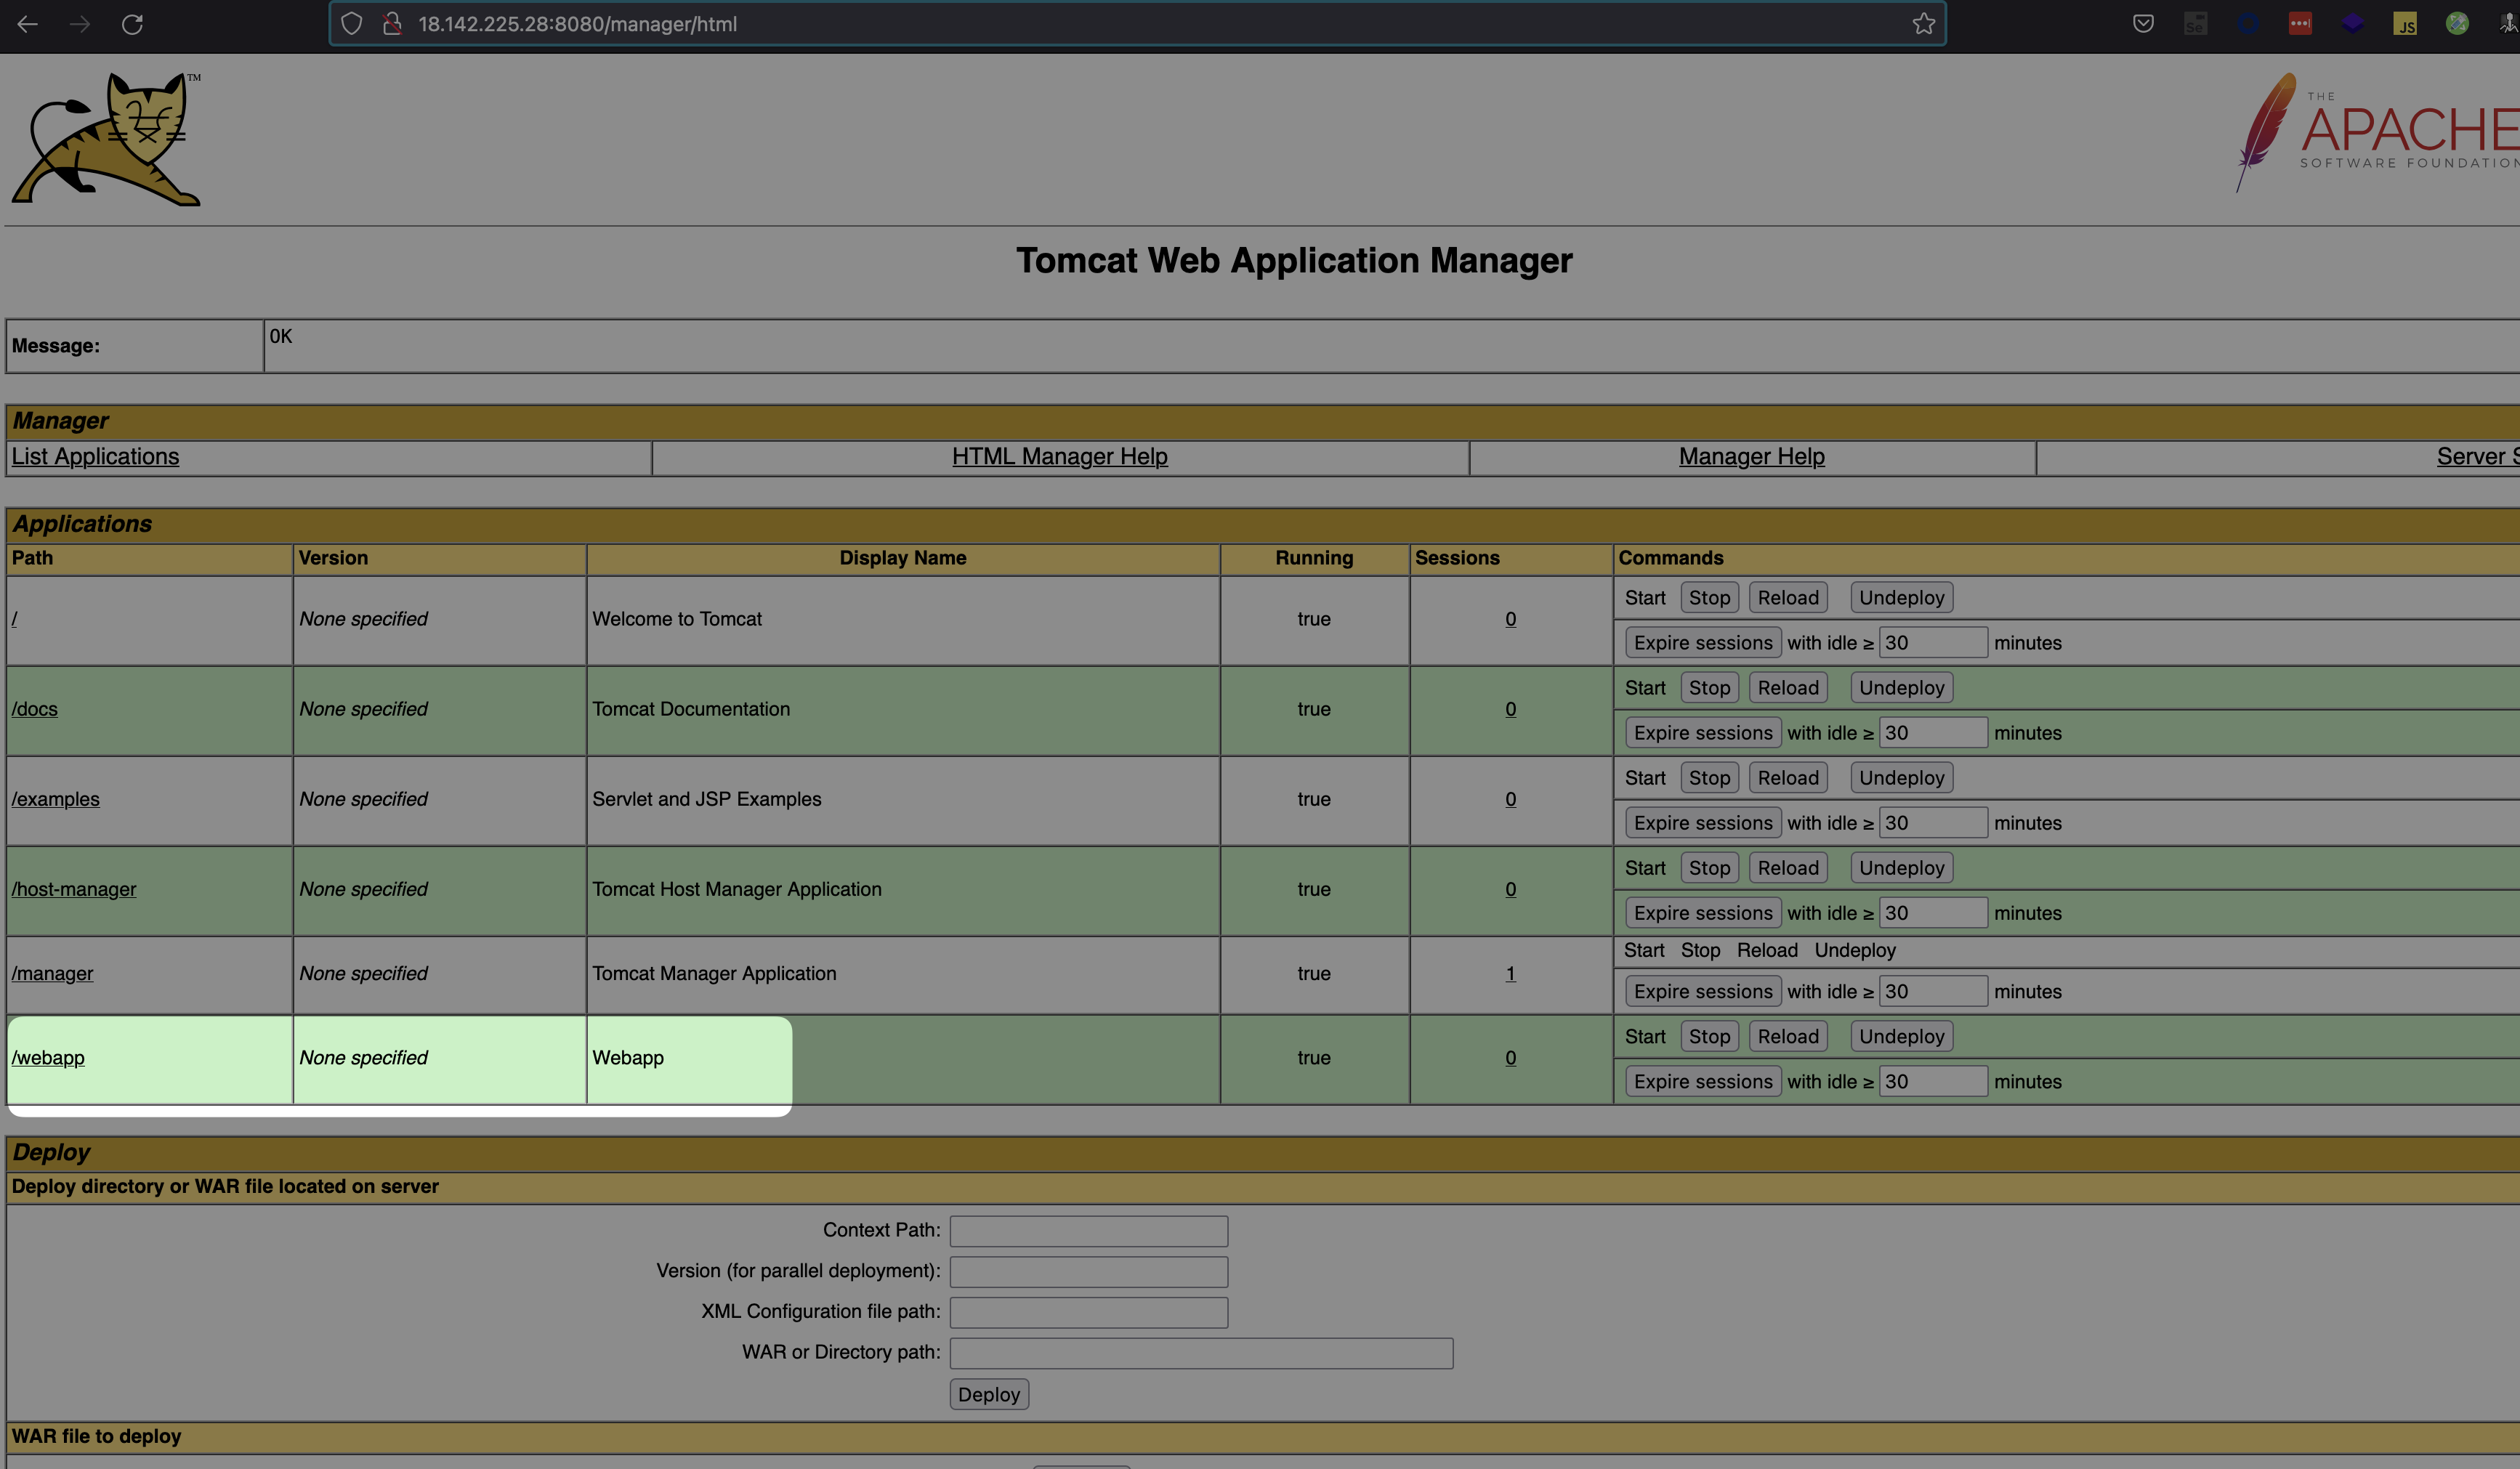 18.142.225.28:8080/manager/html
Se
JS
TM
THE
APACHE
SOFTWARE FOUNDATION
Tomcat Web Application Manager
Message: OK
Manager
List Applications HTML Manager Help Manager Help Server S
Applications
Path Version Display Name Running Sessions Commands
/ None specified Welcome to Tomcat true 0 Start Stop Reload Undeploy
Expire sessions with idle ≥ 30 minutes
/docs None specified Tomcat Documentation true 0 Start Stop Reload Undeploy
Expire sessions with idle ≥ 30 minutes
/examples None specified Servlet and JSP Examples true 0 Start Stop Reload Undeploy
Expire sessions with idle ≥ 30 minutes
/host-manager None specified Tomcat Host Manager Application true 0 Start Stop Reload Undeploy
Expire sessions with idle ≥ 30 minutes
/manager None specified Tomcat Manager Application true 1 Start Stop Reload Undeploy
Expire sessions with idle ≥ 30 minutes
/webapp None specified Webapp true 0 Start Stop Reload Undeploy
Expire sessions with idle ≥ 30 minutes
Deploy
Deploy directory or WAR file located on server
Context Path:
Version (for parallel deployment):
XML Configuration file path:
WAR or Directory path:
Deploy
WAR file to deploy